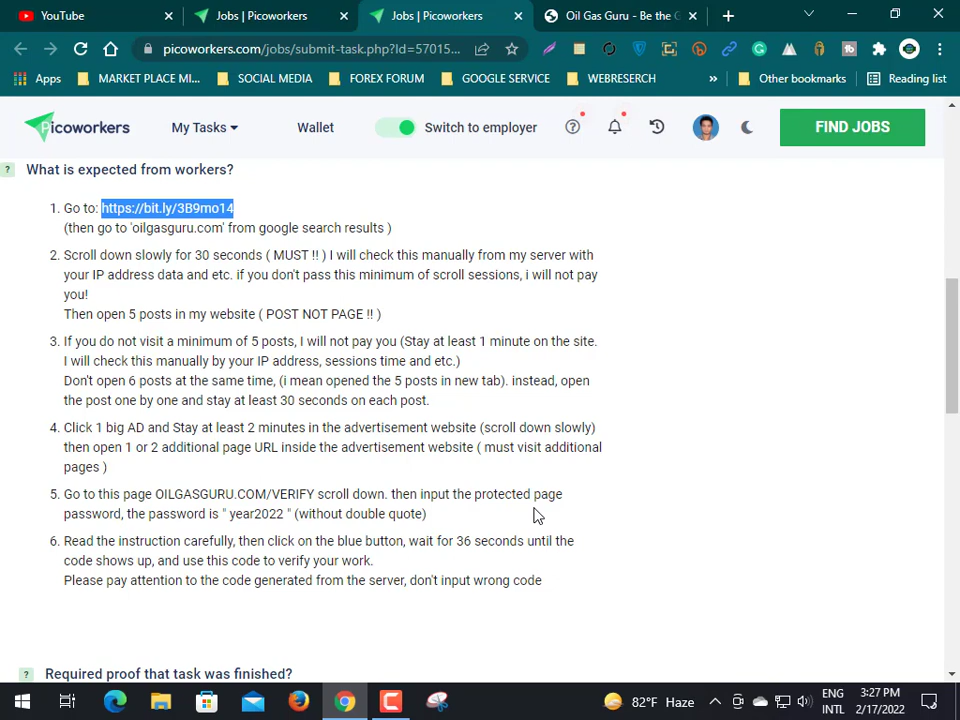 YouTube
Jobs | Picoworkers
Jobs | Picoworkers
Oil Gas Guru - Be the G
picoworkers.com/jobs/submit-task.php?Id=57015...
Apps
MARKET PLACE MI...
SOCIAL MEDIA
FOREX FORUM
GOOGLE SERVICE
WEBRESERCH
»
Other bookmarks
Reading list
Picoworkers
My Tasks
Wallet
Switch to employer
FIND JOBS
? What is expected from workers?
1. Go to: https://bit.ly/3B9mo14
(then go to 'oilgasguru.com' from google search results )
2. Scroll down slowly for 30 seconds ( MUST !! ) I will check this manually from my server with
your IP address data and etc. if you don't pass this minimum of scroll sessions, i will not pay
you!
Then open 5 posts in my website ( POST NOT PAGE !! )
3. If you do not visit a minimum of 5 posts, I will not pay you (Stay at least 1 minute on the site.
I will check this manually by your IP address, sessions time and etc.)
Don't open 6 posts at the same time, (i mean opened the 5 posts in new tab). instead, open
the post one by one and stay at least 30 seconds on each post.
4. Click 1 big AD and Stay at least 2 minutes in the advertisement website (scroll down slowly)
then open 1 or 2 additional page URL inside the advertisement website ( must visit additional
pages )
5. Go to this page OILGASGURU.COM/VERIFY scroll down. then input the protected page
password, the password is " year2022 " (without double quote)
6. Read the instruction carefully, then click on the blue button, wait for 36 seconds until the
code shows up, and use this code to verify your work.
Please pay attention to the code generated from the server, don't input wrong code
? Required proof that task was finished?
82°F Haze
ENG
INTL
3:27 PM
2/17/2022